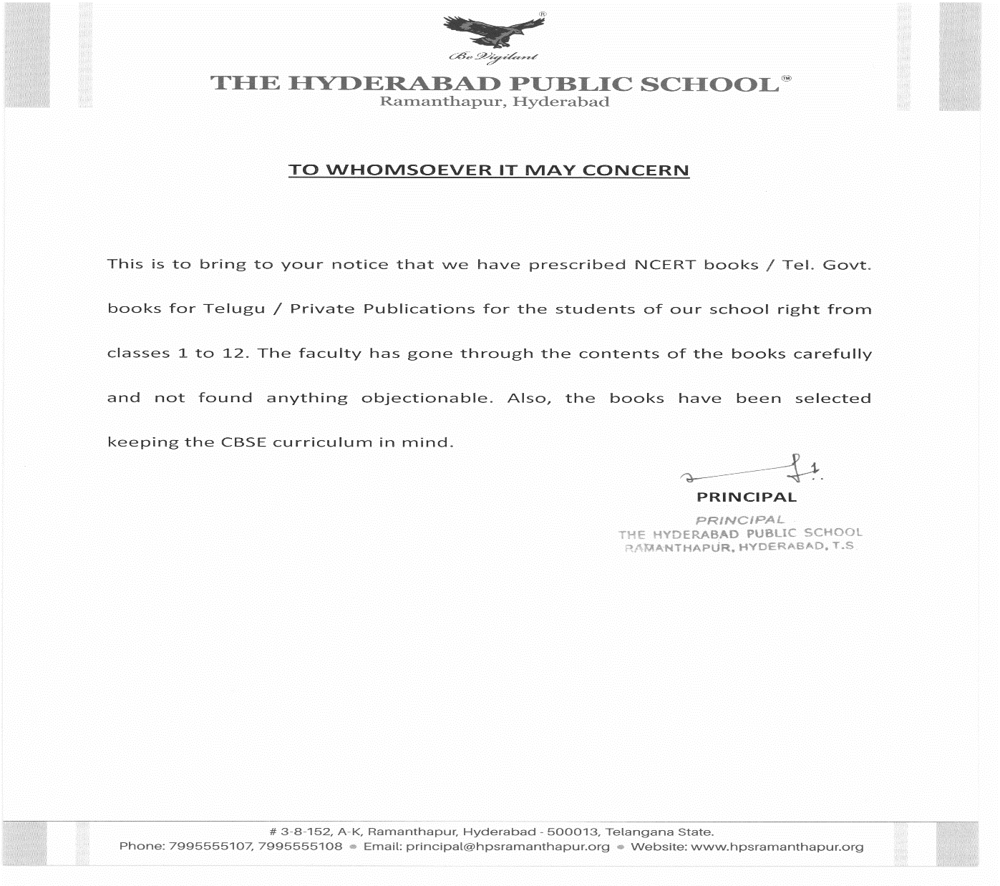 ®
Be Vigilant
THE HYDERABAD PUBLIC SCHOOL™
Ramanthapur, Hyderabad
TO WHOMSOEVER IT MAY CONCERN
This is to bring to your notice that we have prescribed NCERT books / Tel. Govt.
books for Telugu / Private Publications for the students of our school right from
classes 1 to 12. The faculty has gone through the contents of the books carefully
and not found anything objectionable. Also, the books have been selected
keeping the CBSE curriculum in mind.
PRINCIPAL
PRINCIPAL
THE HYDERABAD PUBLIC SCHOOL
RAMANTHAPUR, HYDERABAD, T.S
# 3-8-152, A-K, Ramanthapur, Hyderabad - 500013, Telangana State.
Phone: 7995555107, 7995555108 ● Email: principal@hpsramanthapur.org ● Website: www.hpsramanthapur.org